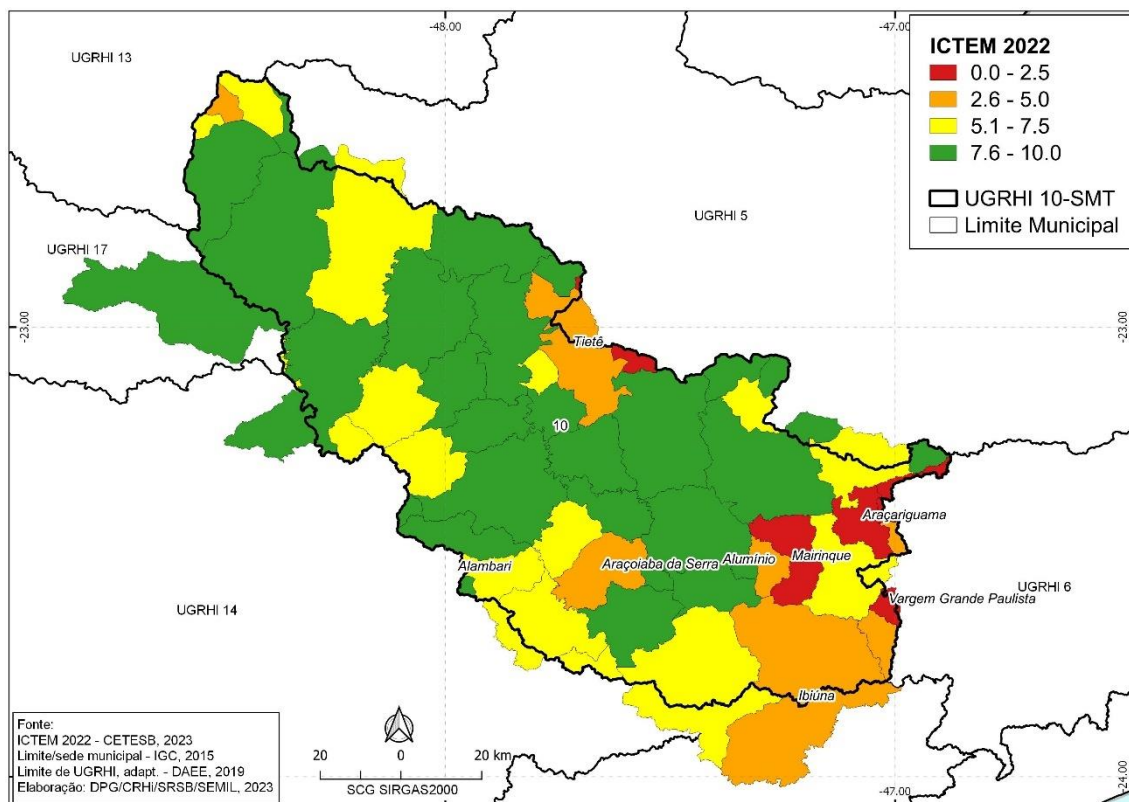 -48.00
-47.00
UGRHI 13
ICTEM 2022
0.0 - 2.5
2.6 - 5.0
5.1 - 7.5
7.6 - 10.0
UGRHI 10-SMT
Limite Municipal
UGRHI 5
UGRHI 17
-23.00
-23.00
Tietê
10
Araçariguama
Alambari
Araçoiaba da Serra
Alumínio
Mairinque
UGRHI 6
UGRHI 14
Vargem Grande Paulista
Ibiúna
Fonte:
ICTEM 2022 - CETESB, 2023
Limite/sede municipal - IGC, 2015
Limite de UGRHI, adapt. - DAEE, 2019
Elaboração: DPG/CRHi/SRSB/SEMIL, 2023
20 0 20 km
SCG SIRGAS2000
-47.00
-24.00